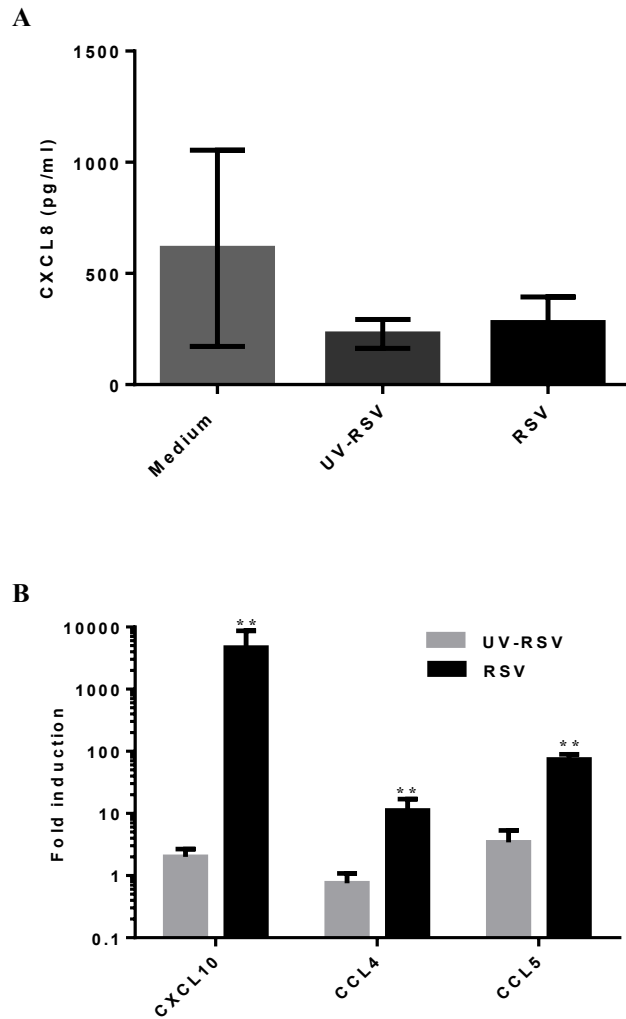 A
1500
1000
500
0
CXCL8 (pg/ml)
Medium
UV-RSV
RSV
B
10000
1000
100
10
1
0.1
Fold induction
**
**
**
UV-RSV
RSV
CXCL10
CCL4
CCL5